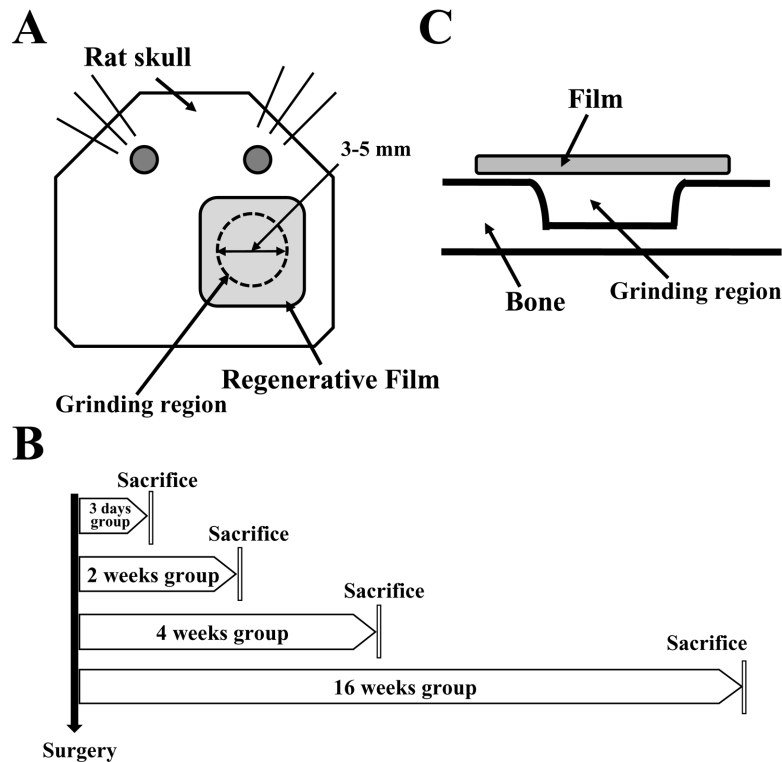 A
Rat skull
3-5 mm
Grinding region
Regenerative Film
C
Film
Bone
Grinding region
B
Sacrifice
3 days
group
Sacrifice
2 weeks group
Sacrifice
4 weeks group
Sacrifice
16 weeks group
Surgery